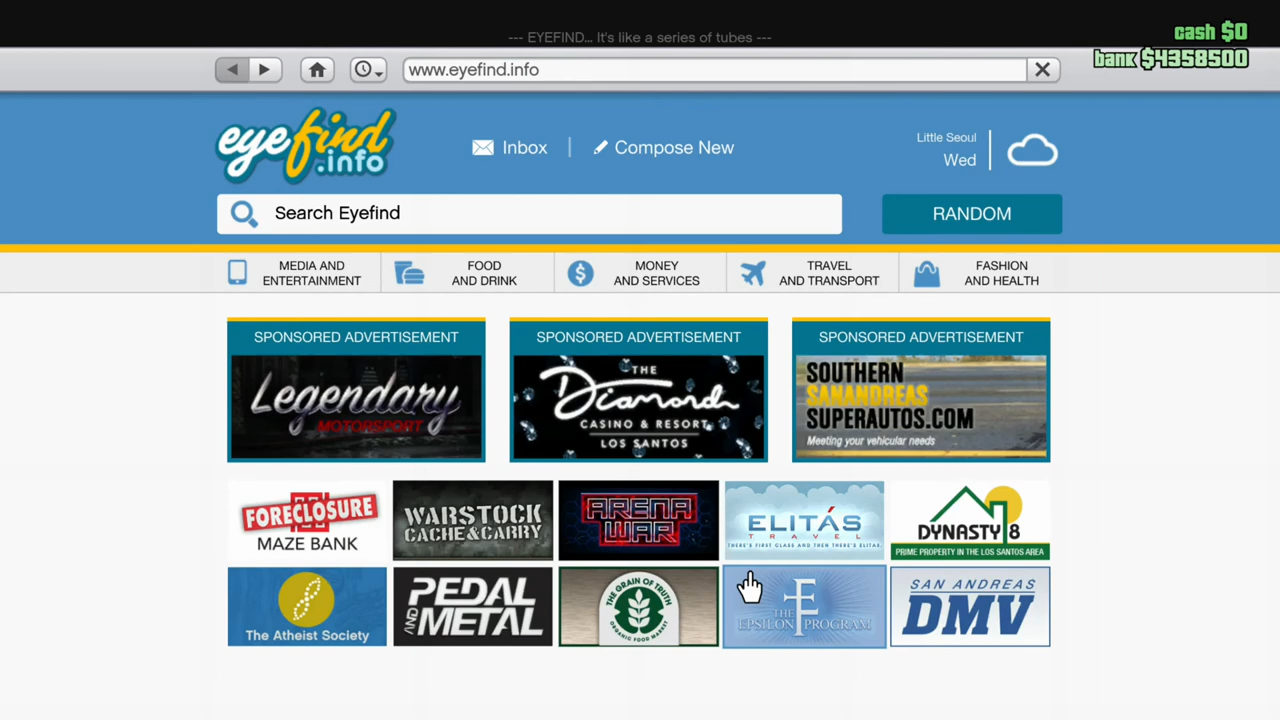 --- EYEFIND... It's like a series of tubes ---
cash $0
bank $4358500
www.eyefind.info
eyefind
.info
Inbox
Compose New
Little Seoul
Wed
Search Eyefind
RANDOM
MEDIA AND
ENTERTAINMENT
FOOD
AND DRINK
MONEY
AND SERVICES
TRAVEL
AND TRANSPORT
FASHION
AND HEALTH
SPONSORED ADVERTISEMENT
Legendary
MOTORSPORT
SPONSORED ADVERTISEMENT
THE
Diamond
CASINO & RESORT
LOS SANTOS
SPONSORED ADVERTISEMENT
SOUTHERN
SANANDREAS
SUPERAUTOS.COM
Meeting your vehicular needs
FORECLOSURE
MAZE BANK
WARSTOCK
CACHE&CARRY
ARENA
WAR
ELITÁS
TRAVEL
THERE'S FIRST CLASS AND THEN THERE'S ELITÁS
DYNASTY 8
PRIME PROPERTY IN THE LOS SANTOS AREA
The Atheist Society
PEDAL
AND METAL
THE GRAIN OF TRUTH
ORGANIC FOOD MARKET
THE
EPSILON PROGRAM
SAN ANDREAS
DMV